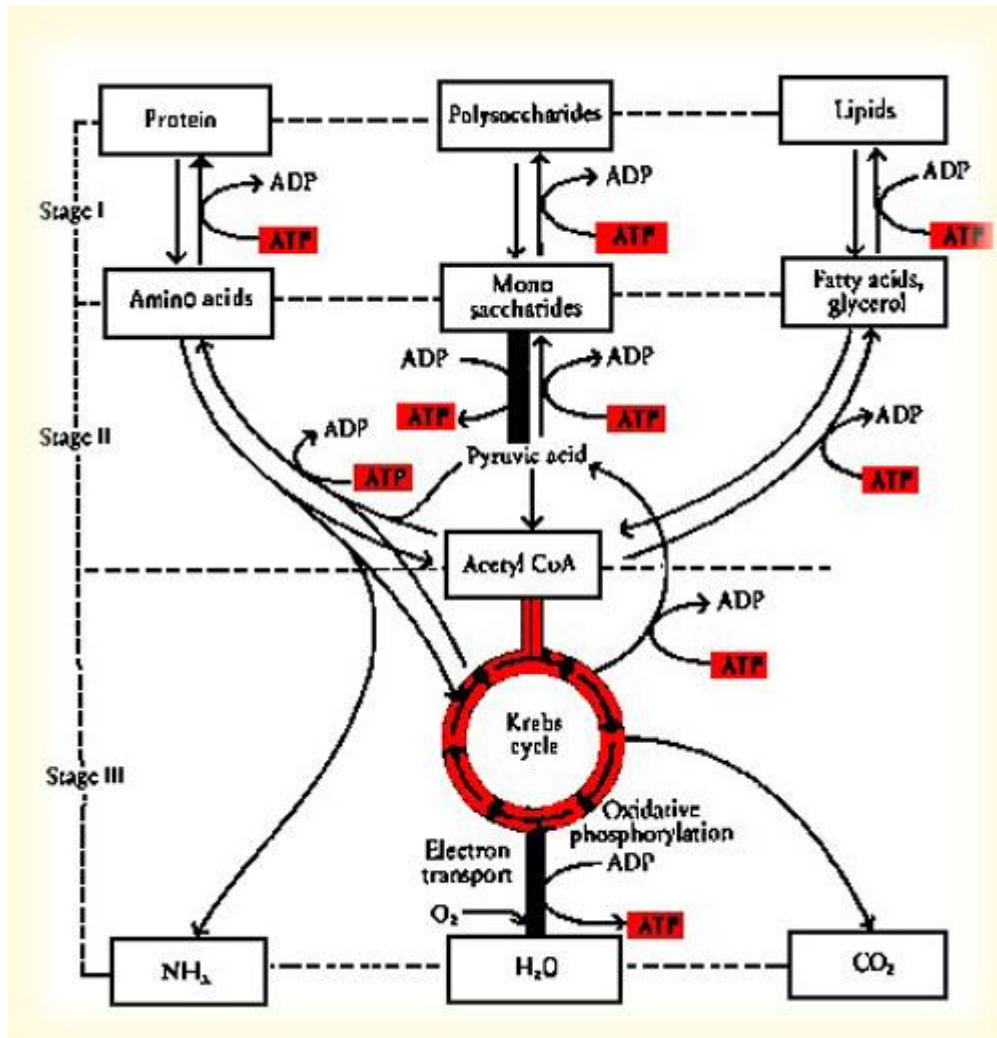 Protein
Polysoccharides
Lipids
ADP
ADP
ADP
Stage I
ATP
ATP
ATP
Amino acids
Mono
saccharides
Fatty acids,
glycerol
ADP
ADP
ATP
ATP
ADP
ADP
Stage II
Pyruvic acid
ATP
ATP
Acetyl CoA
ADP
ATP
Krebs
cycle
Stage III
Oxidative
phosphorylation
Electron
transport
ADP
O₂
ATP
NH₃
H₂O
CO₂